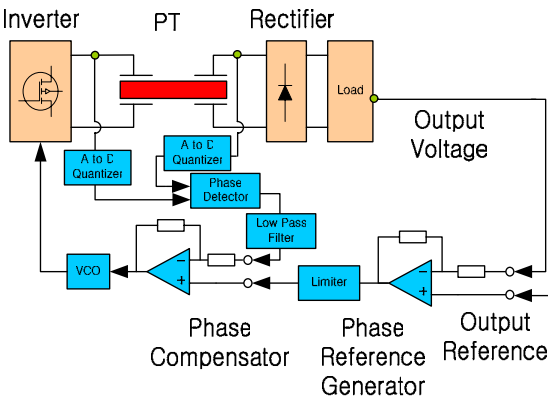 Inverter
PT
Rectifier
Load
Output
Voltage
A to D
Quantizer
A to D
Quantizer
Phase
Detector
Low Pass
Filter
VCO
−
+
Limiter
−
+
Phase
Compensator
Phase
Reference
Generator
Output
Reference